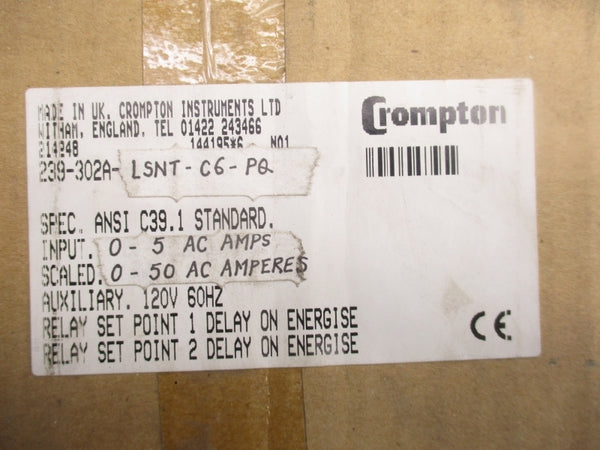 MADE IN UK. CROMPTON INSTRUMENTS LTD
WITHAM, ENGLAND. TEL 01422 243466
214248 144195*6 NO1
239-302A-LSNT-C6-PQ
Crompton
SPEC. ANSI C39.1 STANDARD.
INPUT. 0-5 AC AMPS
SCALED. 0-50 AC AMPERES
AUXILIARY. 120V 60HZ
RELAY SET POINT 1 DELAY ON ENERGISE
RELAY SET POINT 2 DELAY ON ENERGISE
CE